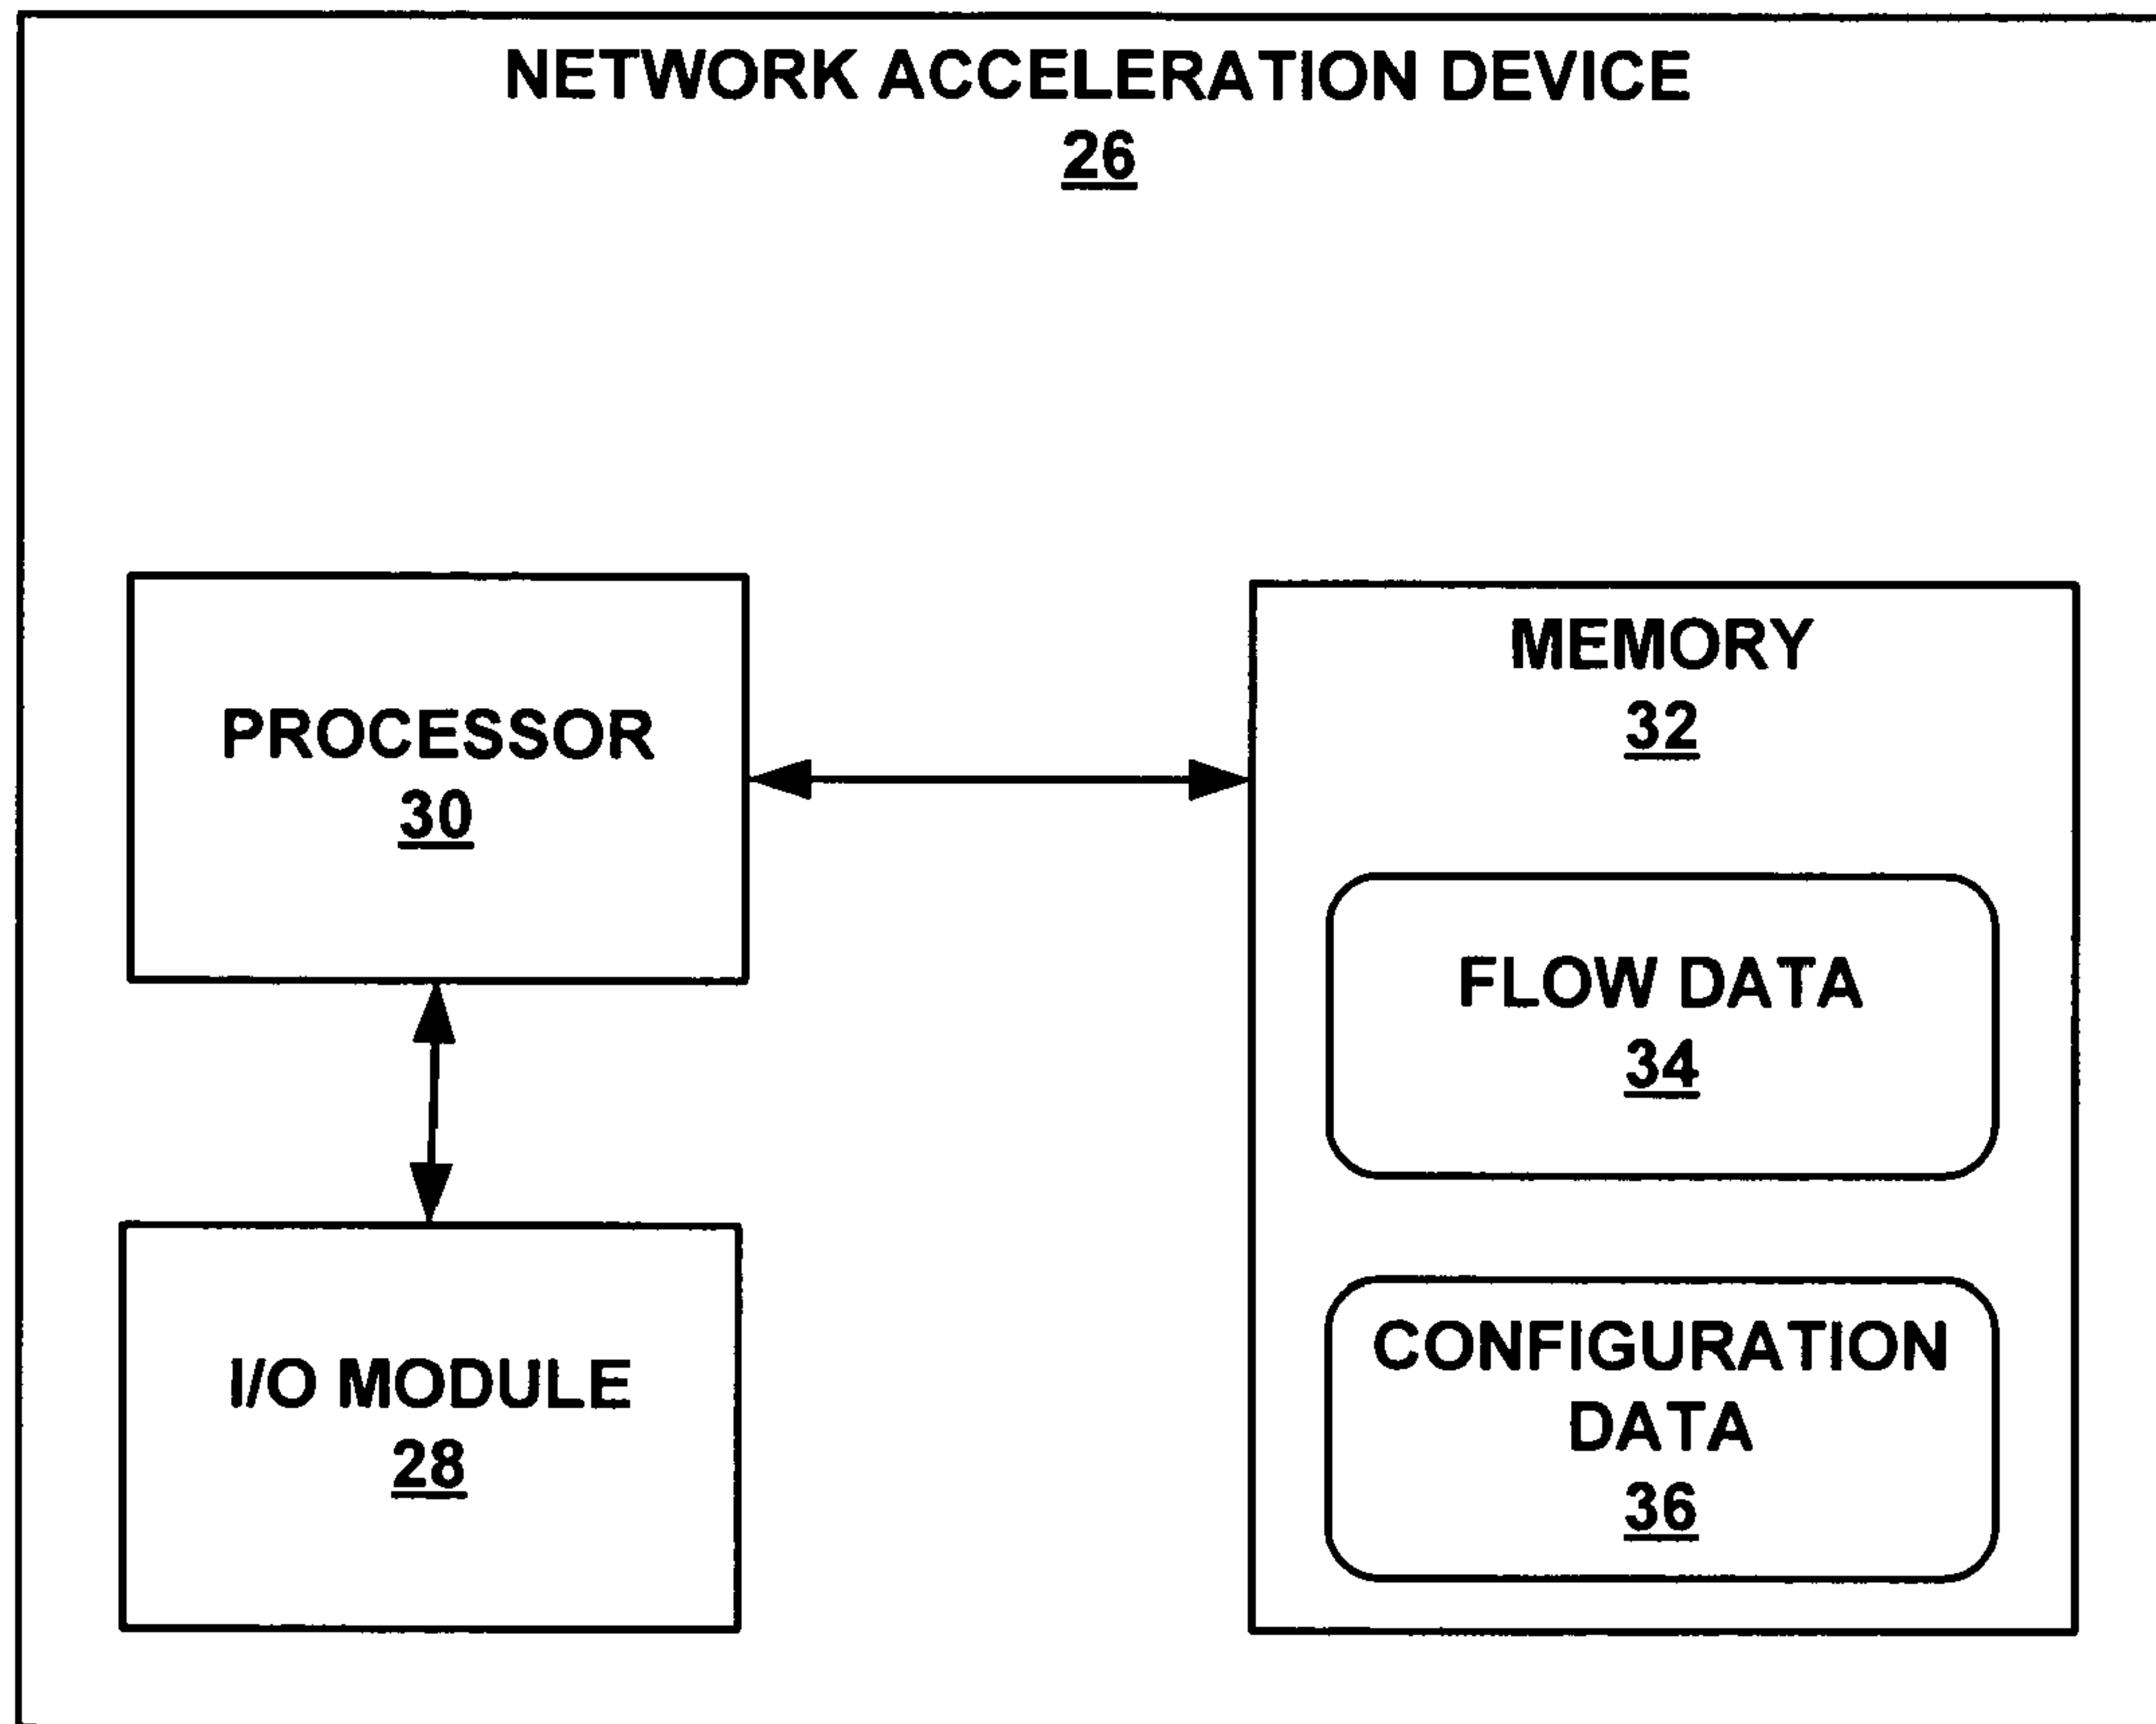 NETWORK ACCELERATION DEVICE
26
PROCESSOR
30
I/O MODULE
28
MEMORY
32
FLOW DATA
34
CONFIGURATION
DATA
36